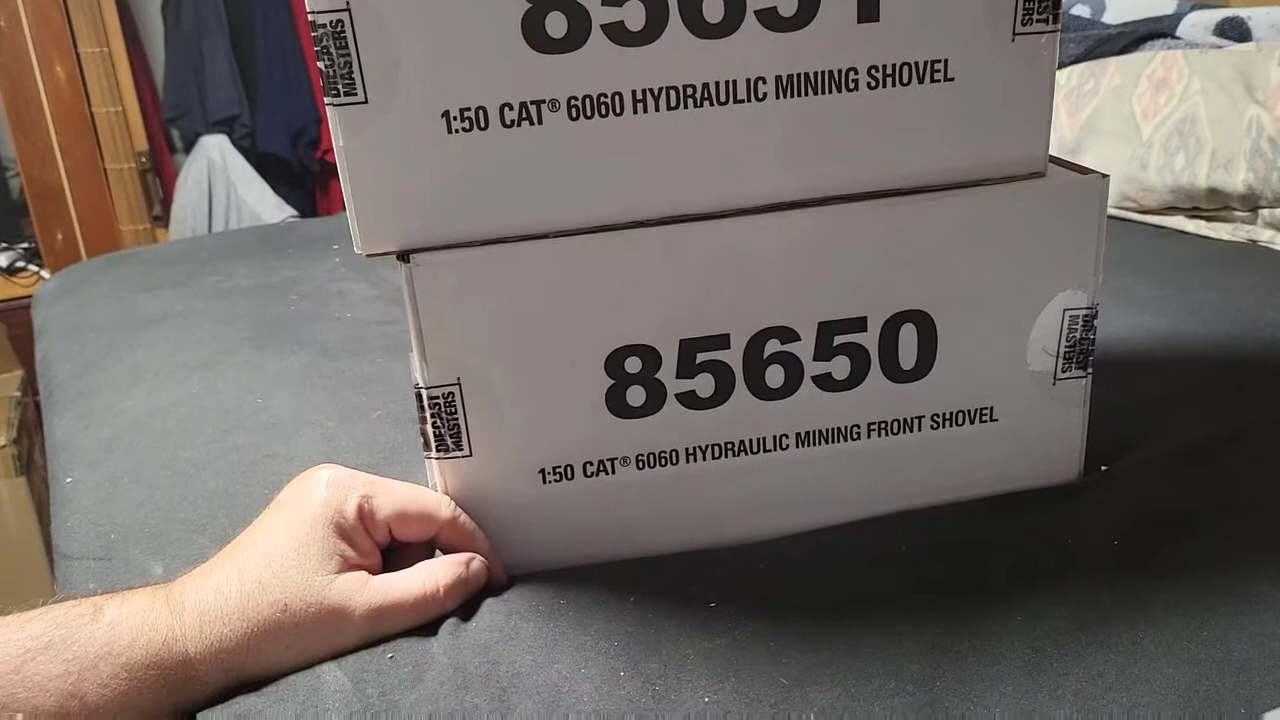 85651
1:50 CAT® 6060 HYDRAULIC MINING SHOVEL
DIECAST
MASTERS
85650
1:50 CAT® 6060 HYDRAULIC MINING FRONT SHOVEL
DIECAST
MASTERS
MASTERS